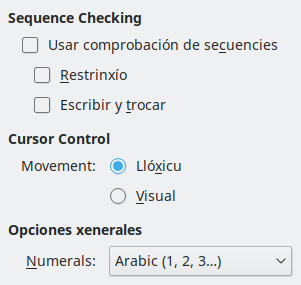 Sequence Checking
Usar comprobación de secuencies
Restrinxío
Escribir y trocar
Cursor Control
Movement: Llóxicu
Visual
Opciones xenerales
Numerals: Arabic (1, 2, 3...)